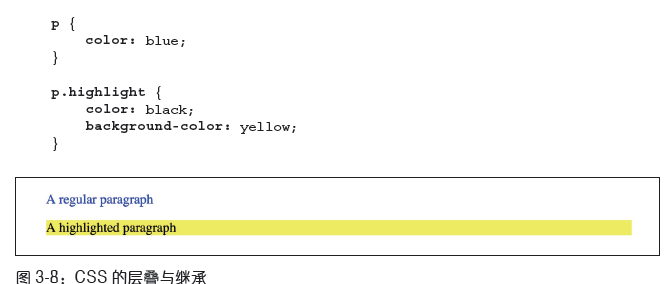 p {
    color: blue;
}
p.highlight {
    color: black;
    background-color: yellow;
}
A regular paragraph
A highlighted paragraph
图 3-8：CSS 的层叠与继承